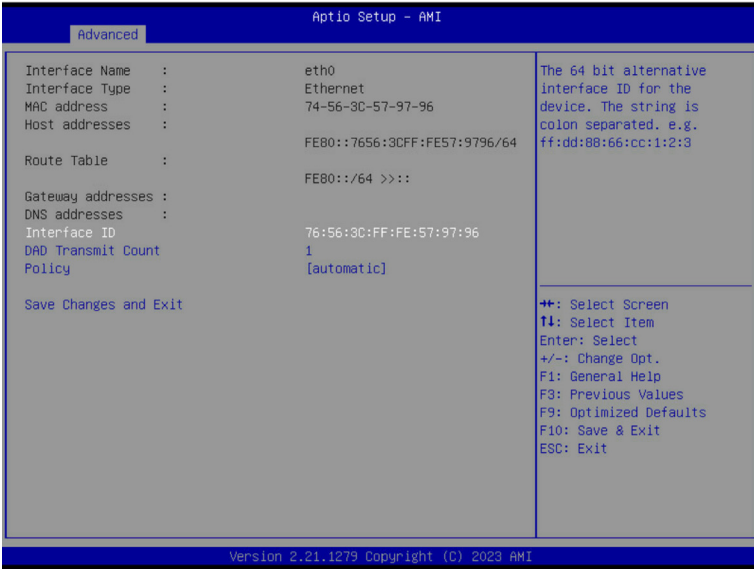 Aptio Setup – AMI
Advanced
Interface Name : eth0
Interface Type : Ethernet
MAC address : 74-56-3C-57-97-96
Host addresses :
FE80::7656:3CFF:FE57:9796/64
Route Table :
FE80::/64 >>::
Gateway addresses :
DNS addresses :
Interface ID 76:56:3C:FF:FE:57:97:96
DAD Transmit Count 1
Policy [automatic]
Save Changes and Exit
The 64 bit alternative
interface ID for the
device. The string is
colon separated. e.g.
ff:dd:88:66:cc:1:2:3
→←: Select Screen
↑↓: Select Item
Enter: Select
+/-: Change Opt.
F1: General Help
F3: Previous Values
F9: Optimized Defaults
F10: Save & Exit
ESC: Exit
Version 2.21.1279 Copyright (C) 2023 AMI